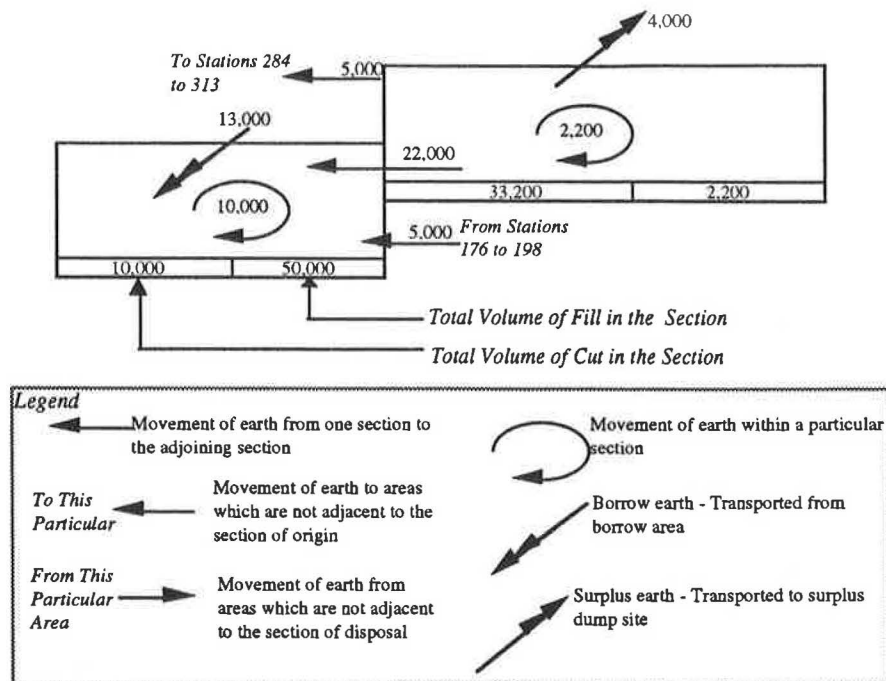 4,000
To Stations 284
to 313
5,000
13,000
2,200
22,000
10,000
33,200
2,200
5,000
From Stations
176 to 198
10,000
50,000
Total Volume of Fill in the Section
Total Volume of Cut in the Section
Legend
Movement of earth from one section to
the adjoining section
Movement of earth within a particular
section
To This
Particular
Movement of earth to areas
which are not adjacent to the
section of origin
Borrow earth - Transported from
borrow area
From This
Particular
Area
Movement of earth from
areas which are not adjacent
to the section of disposal
Surplus earth - Transported to surplus
dump site